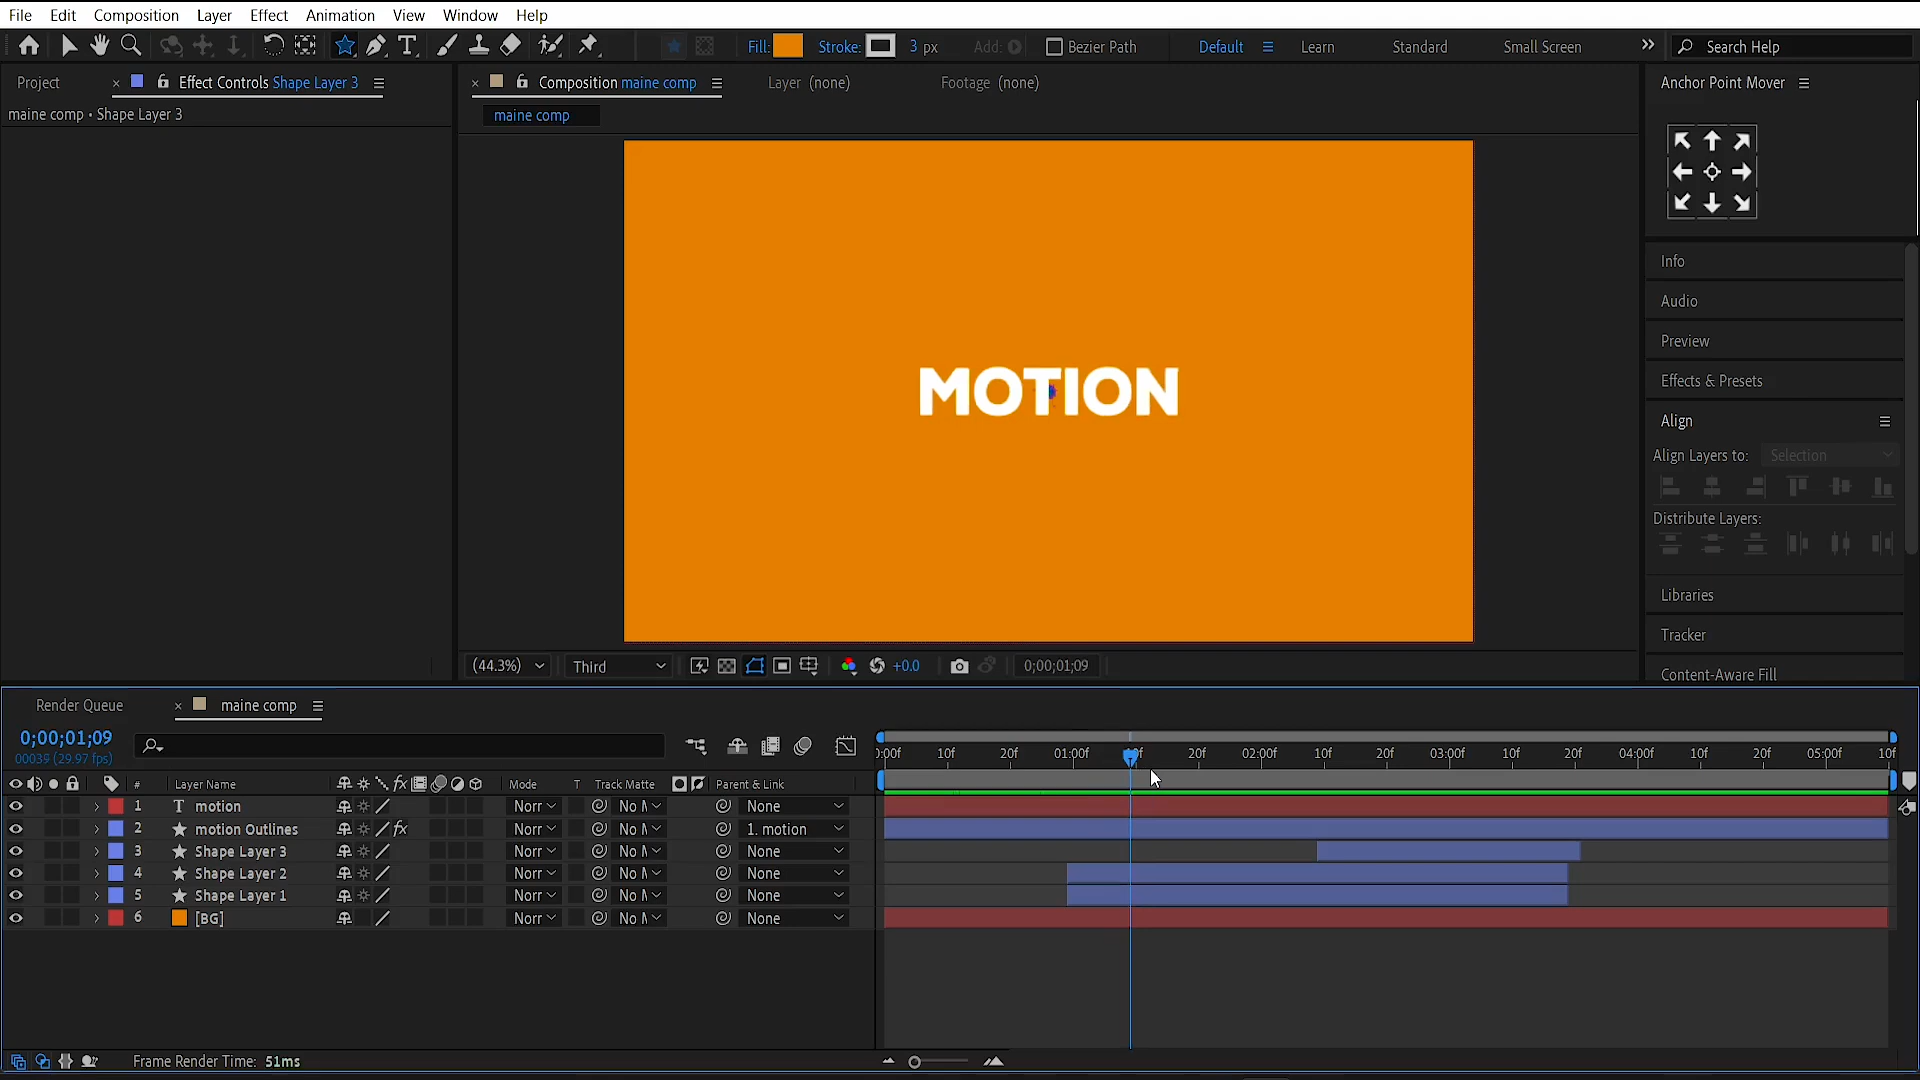 File Edit Composition Layer Effect Animation View Window Help
Fill: Stroke: 3 px Add: Bezier Path Default Learn Standard Small Screen Search Help
Project Effect Controls Shape Layer 3 Composition maine comp Layer (none) Footage (none) Anchor Point Mover
maine comp • Shape Layer 3
maine comp
MOTION
Info
Audio
Preview
Effects & Presets
Align
Align Layers to: Selection
Distribute Layers:
Libraries
Tracker
Content-Aware Fill
(44.3%) Third +0.0 0;00;01;09
Render Queue maine comp
0;00;01;09
00039 (29.97 fps)
):00f 10f 20f 01:00f 20f 02:00f 10f 20f 03:00f 10f 20f 04:00f 10f 20f 05:00f 10f
# Layer Name fx Mode T Track Matte Parent & Link
1 T motion Norr No M None
2 motion Outlines fx Norr No M 1. motion
3 Shape Layer 3 Norr No M None
4 Shape Layer 2 Norr No M None
5 Shape Layer 1 Norr No M None
6 [BG] Norr No M None
Frame Render Time: 51ms